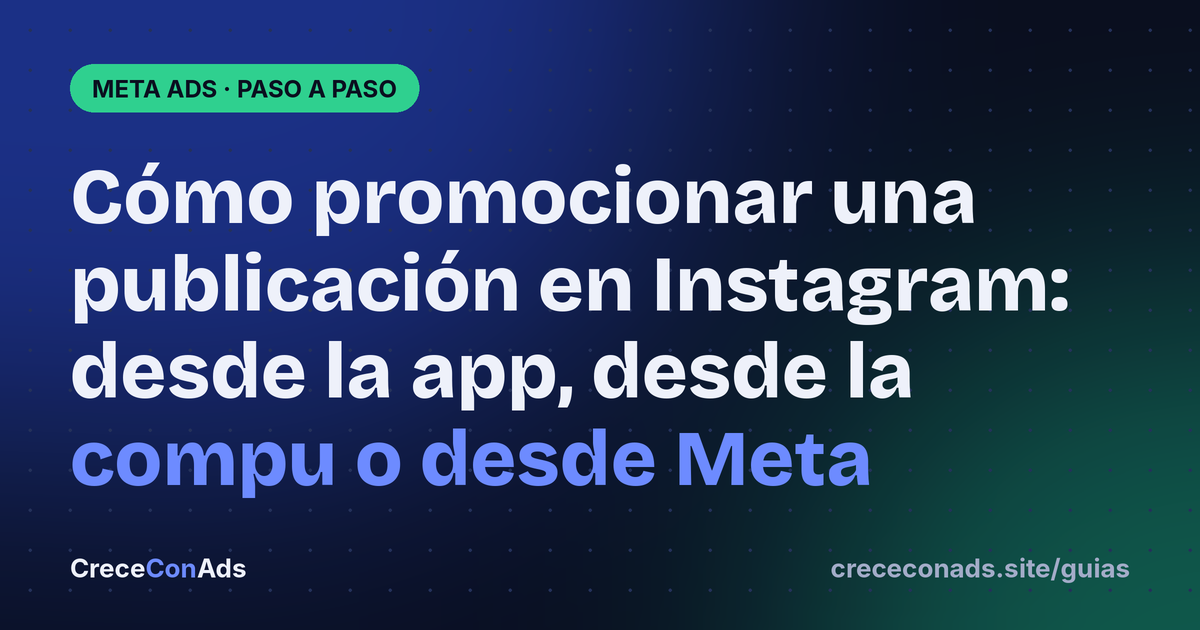 META ADS · PASO A PASO
Cómo promocionar una
publicación en Instagram:
desde la app, desde la
compu o desde Meta
CreceConAds
crececonads.site/guias